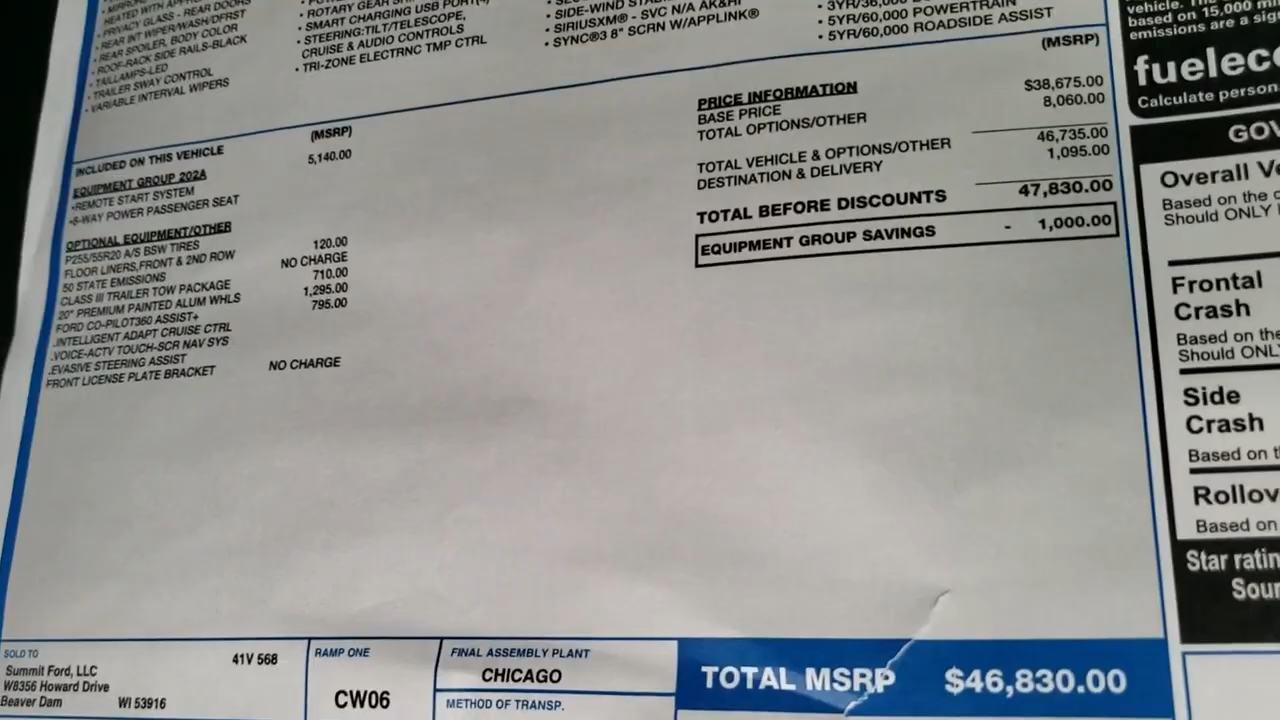 HEATED WITH
PRIVACY GLASS - REAR DOORS
• REAR INT WIPER/WASH/DFRST
• REAR SPOILER, BODY COLOR
• ROOF-RACK SIDE RAILS-BLACK
• TAILLAMPS-LED
• TRAILER SWAY CONTROL
• VARIABLE INTERVAL WIPERS
• ROTARY GEAR
• SMART CHARGING USB PORT(4)
• STEERING:TILT/TELESCOPE,
CRUISE & AUDIO CONTROLS
• TRI-ZONE ELECTRNC TMP CTRL
• SIDE-WIND
• SIRIUSXM® - SVC N/A AK&HI
• SYNC®3 8" SCRN W/APPLINK®
• 5YR/60,000 POWERTRAIN
• 5YR/60,000 ROADSIDE ASSIST
INCLUDED ON THIS VEHICLE
(MSRP)
EQUIPMENT GROUP 202A
5,140.00
•REMOTE START SYSTEM
•8-WAY POWER PASSENGER SEAT
OPTIONAL EQUIPMENT/OTHER
P255/55R20 A/S BSW TIRES
FLOOR LINERS,FRONT & 2ND ROW
120.00
50 STATE EMISSIONS
NO CHARGE
CLASS III TRAILER TOW PACKAGE
710.00
20" PREMIUM PAINTED ALUM WHLS
1,295.00
FORD CO-PILOT360 ASSIST+
795.00
.INTELLIGENT ADAPT CRUISE CTRL
.VOICE-ACTV TOUCH-SCR NAV SYS
.EVASIVE STEERING ASSIST
FRONT LICENSE PLATE BRACKET
NO CHARGE
(MSRP)
PRICE INFORMATION
BASE PRICE
$38,675.00
TOTAL OPTIONS/OTHER
8,060.00
TOTAL VEHICLE & OPTIONS/OTHER
46,735.00
DESTINATION & DELIVERY
1,095.00
TOTAL BEFORE DISCOUNTS
47,830.00
EQUIPMENT GROUP SAVINGS - 1,000.00
vehicle.
based on 15,000
emissions are a
fuelec
Calculate person
GOV
Overall
Based on the
Should ONLY
Frontal
Crash
Based on the
Should ONL
Side
Crash
Based on
Rollov
Based on
Star ratin
Sour
SOLD TO
Summit Ford, LLC
41V 568
W8356 Howard Drive
Beaver Dam WI 53916
RAMP ONE
CW06
FINAL ASSEMBLY PLANT
CHICAGO
METHOD OF TRANSP.
TOTAL MSRP $46,830.00